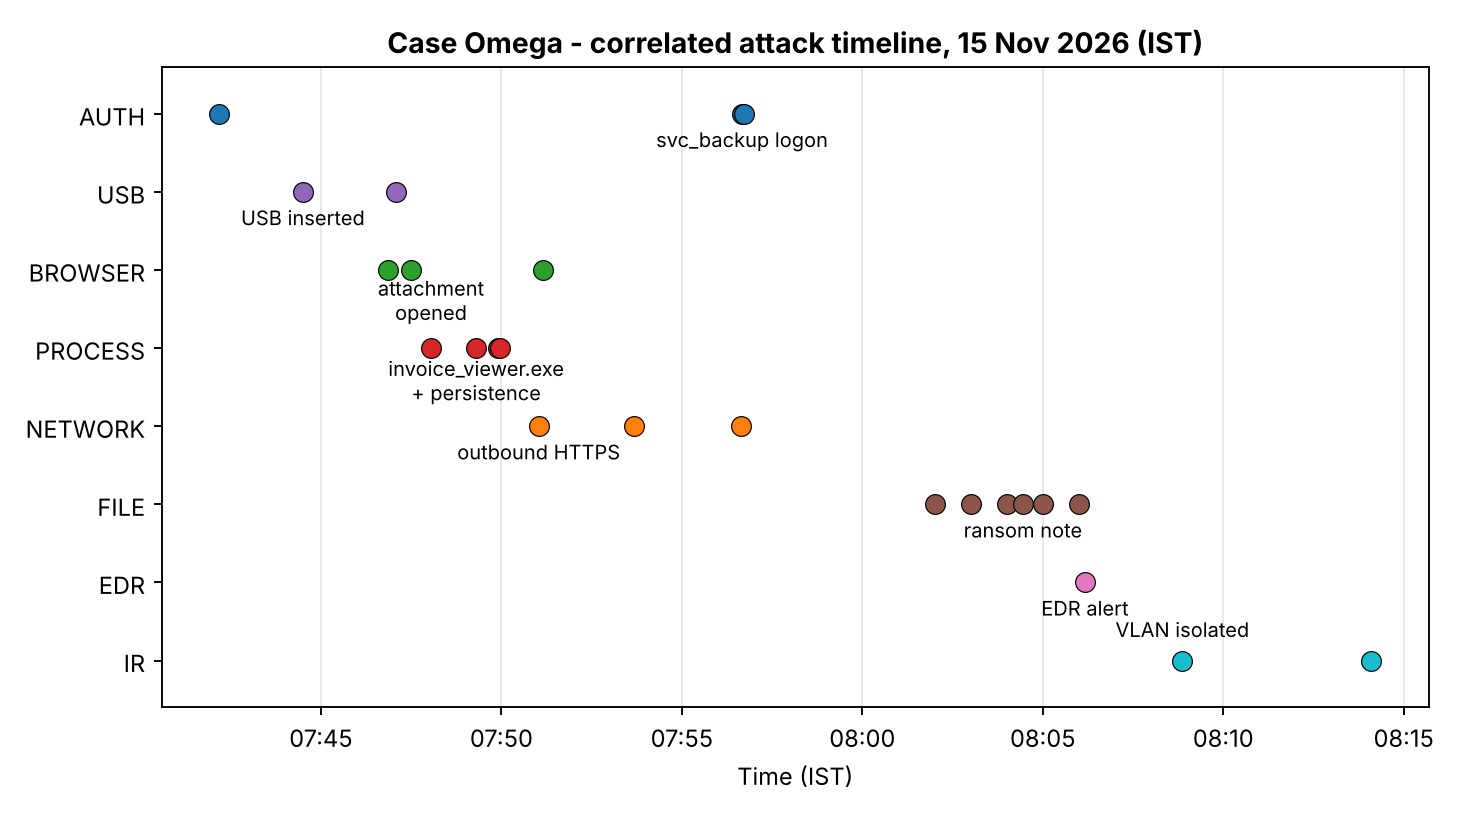 Case Omega - correlated attack timeline, 15 Nov 2026 (IST)
AUTH
svc_backup logon
USB
USB inserted
BROWSER
attachment
opened
PROCESS
invoice_viewer.exe
+ persistence
NETWORK
outbound HTTPS
FILE
ransom note
EDR
EDR alert
VLAN isolated
IR
07:45 07:50 07:55 08:00 08:05 08:10 08:15
Time (IST)